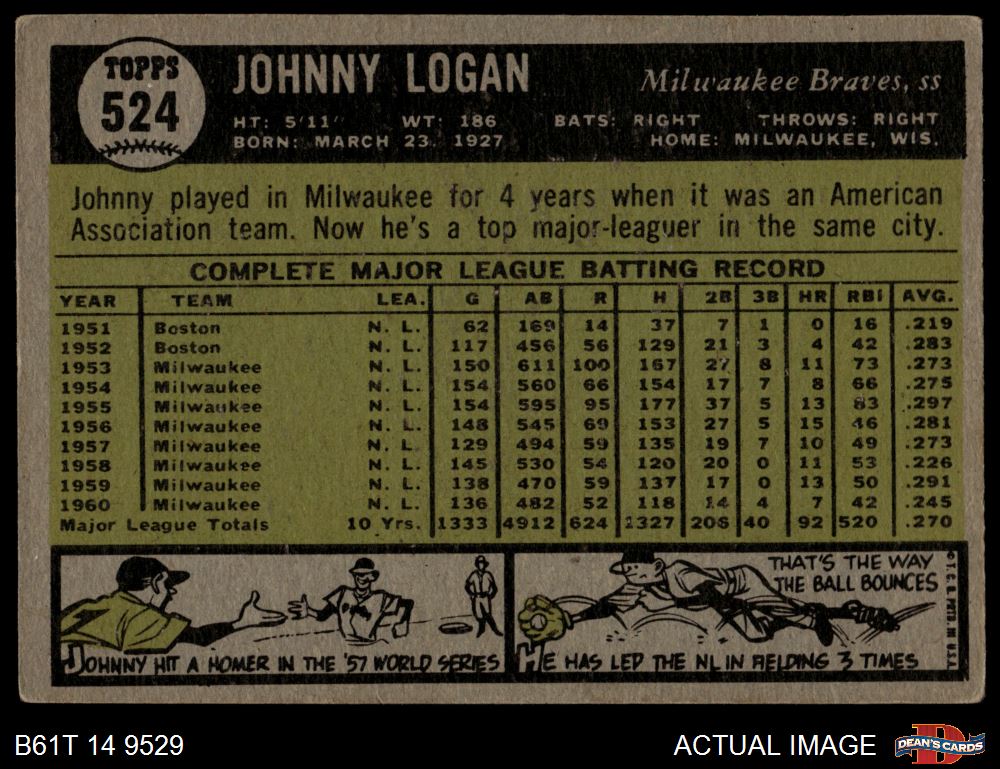 TOPPS
524
JOHNNY LOGAN
Milwaukee Braves, ss
HT: 5'11" WT: 186 BATS: RIGHT THROWS: RIGHT
BORN: MARCH 23, 1927 HOME: MILWAUKEE, WIS.
Johnny played in Milwaukee for 4 years when it was an American
Association team. Now he's a top major-leaguer in the same city.
COMPLETE MAJOR LEAGUE BATTING RECORD
YEAR TEAM LEA. G AB R H 2B 3B HR RBI AVG.
1951 Boston N. L. 62 169 14 37 7 1 0 16 .219
1952 Boston N. L. 117 456 56 129 21 3 4 42 .283
1953 Milwaukee N. L. 150 611 100 167 27 8 11 73 .273
1954 Milwaukee N. L. 154 560 66 154 17 7 8 66 .275
1955 Milwaukee N. L. 154 595 95 177 37 5 13 83 .297
1956 Milwaukee N. L. 148 545 69 153 27 5 15 46 .281
1957 Milwaukee N. L. 129 494 59 135 19 7 10 49 .273
1958 Milwaukee N. L. 145 530 54 120 20 0 11 53 .226
1959 Milwaukee N. L. 138 470 59 137 17 0 13 50 .291
1960 Milwaukee N. L. 136 482 52 118 14 4 7 42 .245
Major League Totals 10 Yrs. 1333 4912 624 1327 206 40 92 520 .270
JOHNNY HIT A HOMER IN THE '57 WORLD SERIES
THAT'S THE WAY
THE BALL BOUNCES
HE HAS LED THE NL IN FIELDING 3 TIMES
© T. C. G. PRTD. IN U.S.A.
B61T 14 9529
ACTUAL IMAGE
DEAN'S CARDS